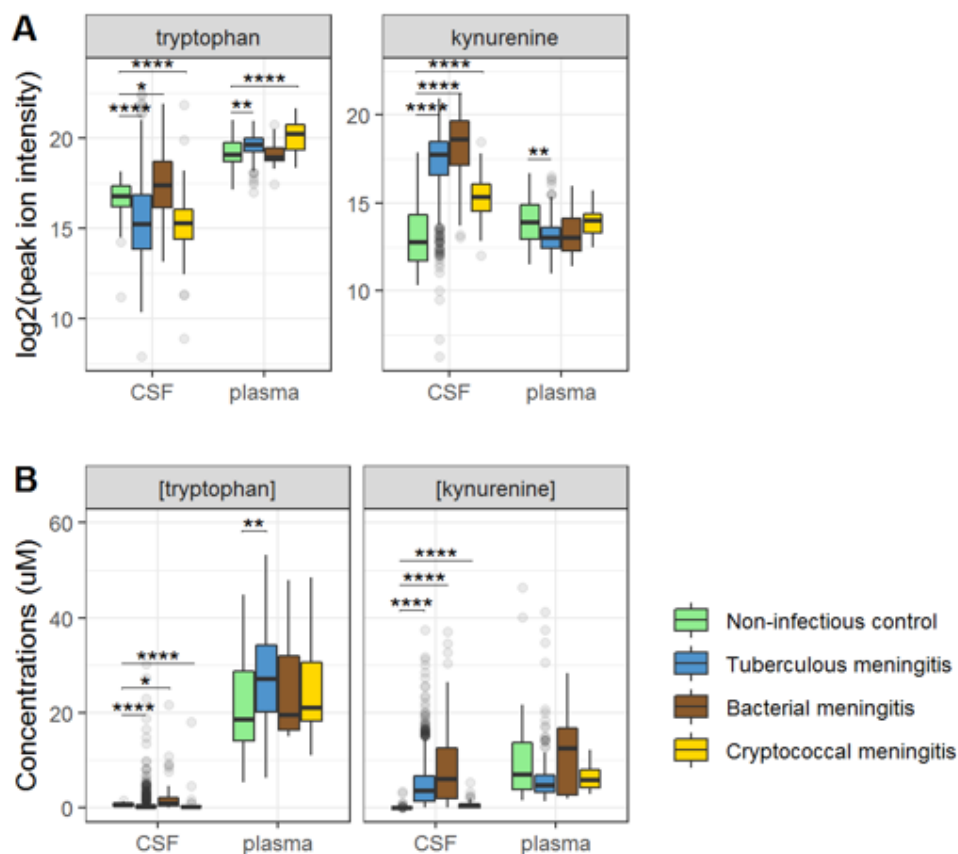 A
tryptophan
kynurenine
log2(peak ion intensity)
20
15
10
****
*
****
****
**
20
15
10
****
****
****
**
CSF
plasma
CSF
plasma
B
[tryptophan]
[kynurenine]
Concentrations (uM)
60
40
20
0
****
*
****
**
****
****
****
CSF
plasma
CSF
plasma
Non-infectious control
Tuberculous meningitis
Bacterial meningitis
Cryptococcal meningitis